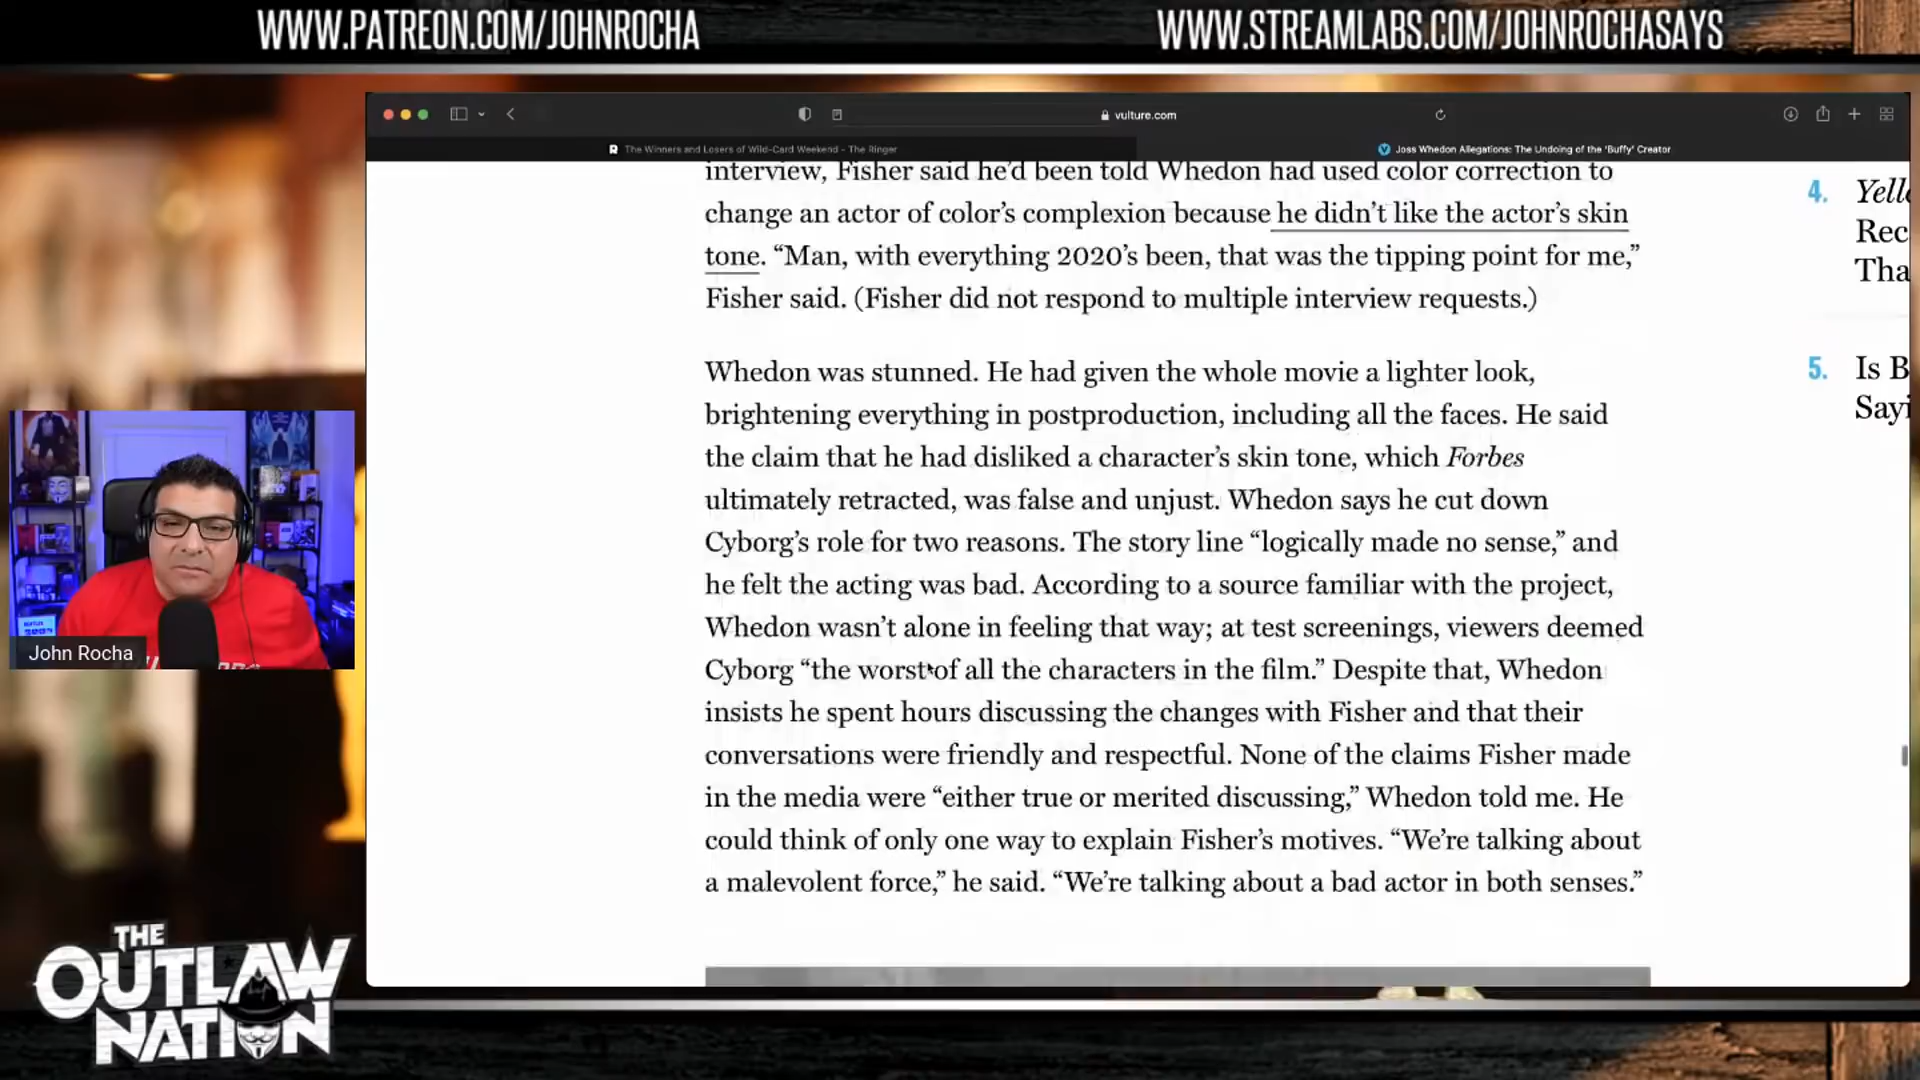 WWW.PATREON.COM/JOHNROCHA
WWW.STREAMLABS.COM/JOHNROCHASAYS
vulture.com
The Winners and Losers of Wild-Card Weekend - The Ringer
Joss Whedon Allegations: The Undoing of the 'Buffy' Creator
interview, Fisher said he'd been told Whedon had used color correction to
change an actor of color's complexion because he didn't like the actor's skin
tone. “Man, with everything 2020's been, that was the tipping point for me,”
Fisher said. (Fisher did not respond to multiple interview requests.)
Whedon was stunned. He had given the whole movie a lighter look,
brightening everything in postproduction, including all the faces. He said
the claim that he had disliked a character's skin tone, which Forbes
ultimately retracted, was false and unjust. Whedon says he cut down
Cyborg's role for two reasons. The story line “logically made no sense,” and
he felt the acting was bad. According to a source familiar with the project,
Whedon wasn't alone in feeling that way; at test screenings, viewers deemed
Cyborg “the worst of all the characters in the film.” Despite that, Whedon
insists he spent hours discussing the changes with Fisher and that their
conversations were friendly and respectful. None of the claims Fisher made
in the media were “either true or merited discussing,” Whedon told me. He
could think of only one way to explain Fisher's motives. “We're talking about
a malevolent force,” he said. “We're talking about a bad actor in both senses.”
4. Yell
Rec
Tha
5. Is B
Sayi
John Rocha
THE
OUTLAW
NATION